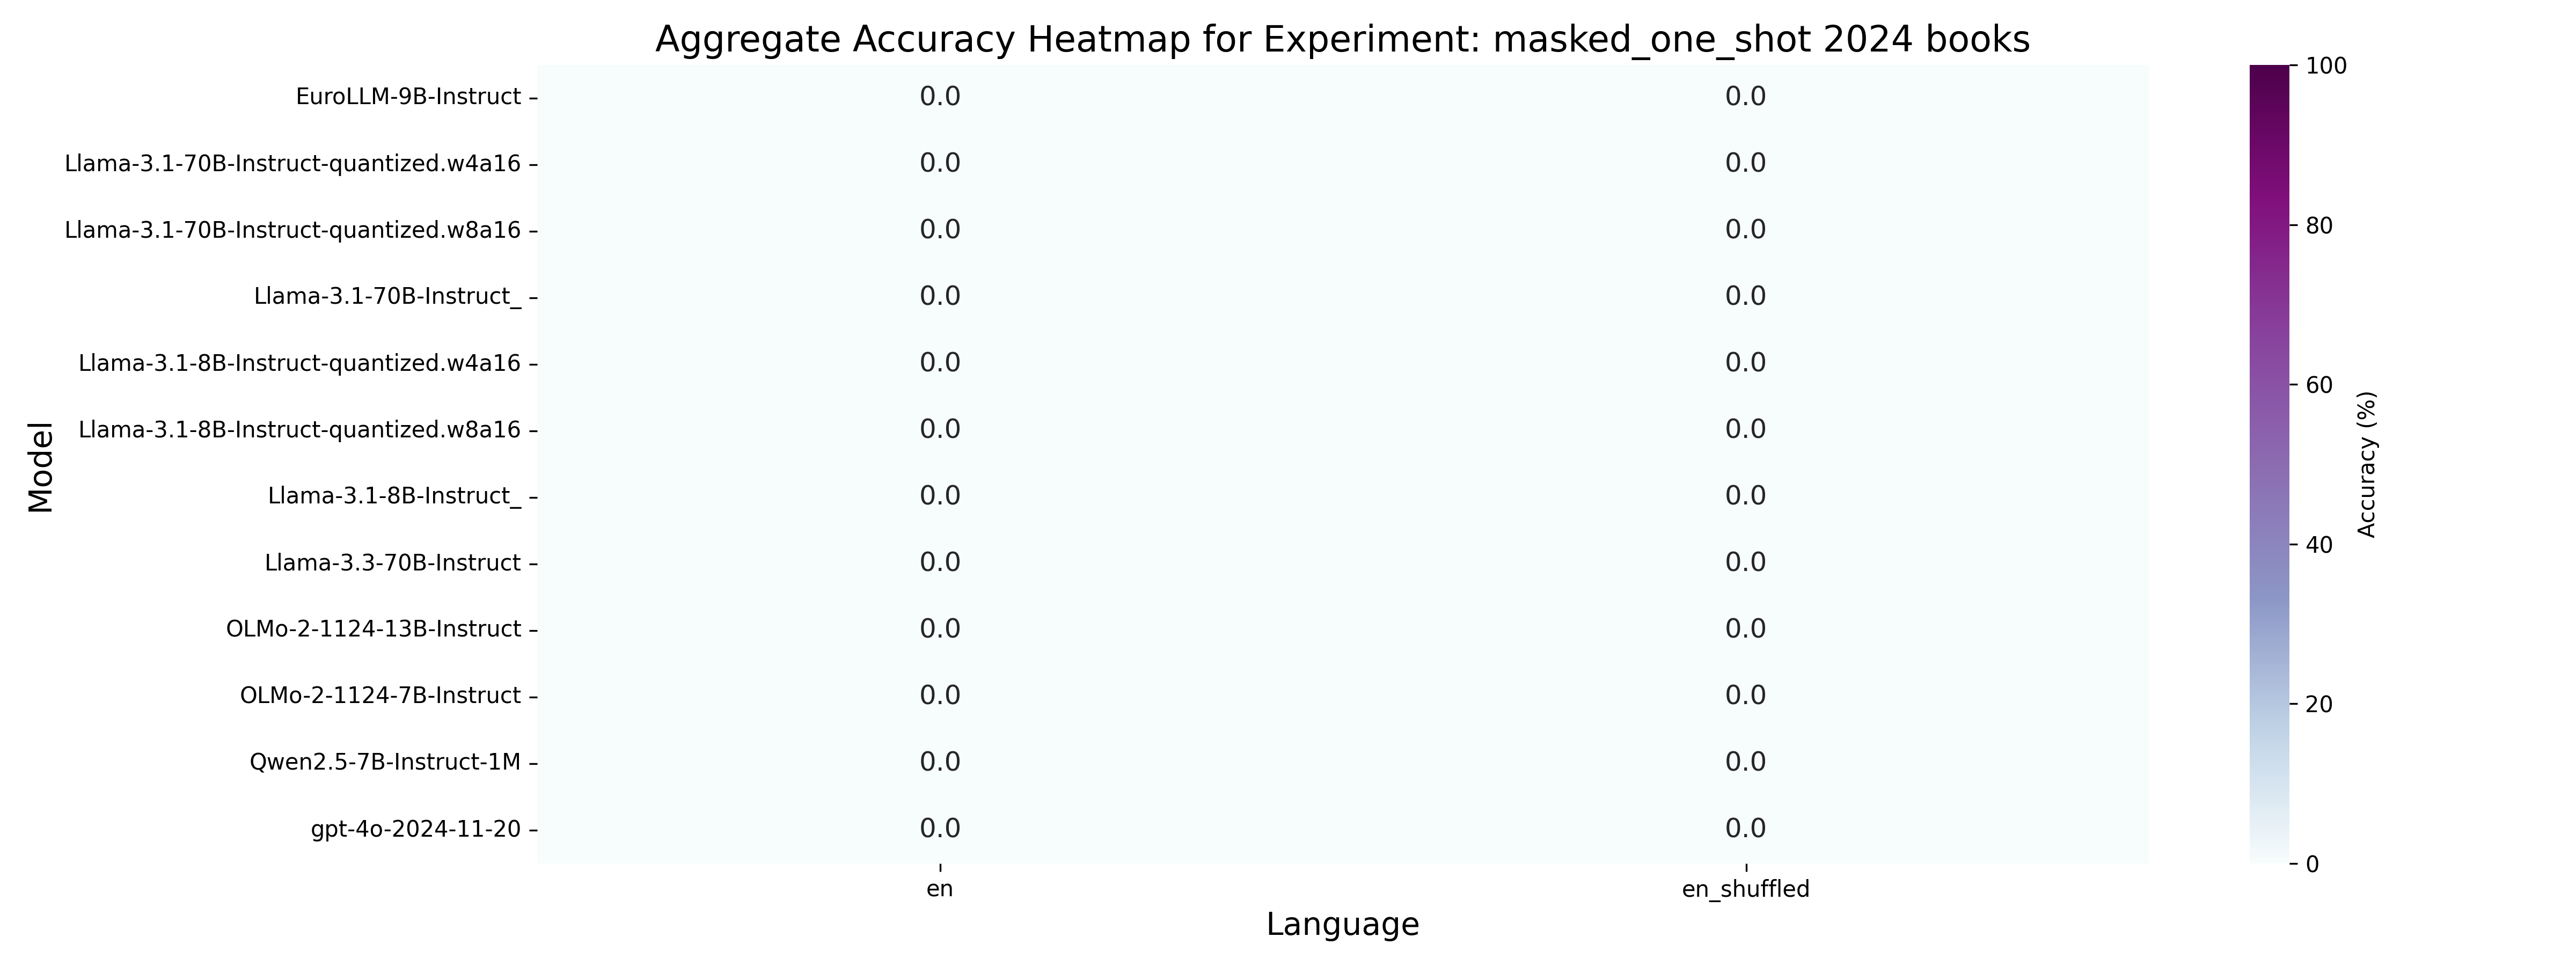 Aggregate Accuracy Heatmap for Experiment: masked_one_shot 2024 books
Model
EuroLLM-9B-Instruct 0.0 0.0
Llama-3.1-70B-Instruct-quantized.w4a16 0.0 0.0
Llama-3.1-70B-Instruct-quantized.w8a16 0.0 0.0
Llama-3.1-70B-Instruct_ 0.0 0.0
Llama-3.1-8B-Instruct-quantized.w4a16 0.0 0.0
Llama-3.1-8B-Instruct-quantized.w8a16 0.0 0.0
Llama-3.1-8B-Instruct_ 0.0 0.0
Llama-3.3-70B-Instruct 0.0 0.0
OLMo-2-1124-13B-Instruct 0.0 0.0
OLMo-2-1124-7B-Instruct 0.0 0.0
Qwen2.5-7B-Instruct-1M 0.0 0.0
gpt-4o-2024-11-20 0.0 0.0
en en_shuffled
Language
100
80
60
40
20
0
Accuracy (%)